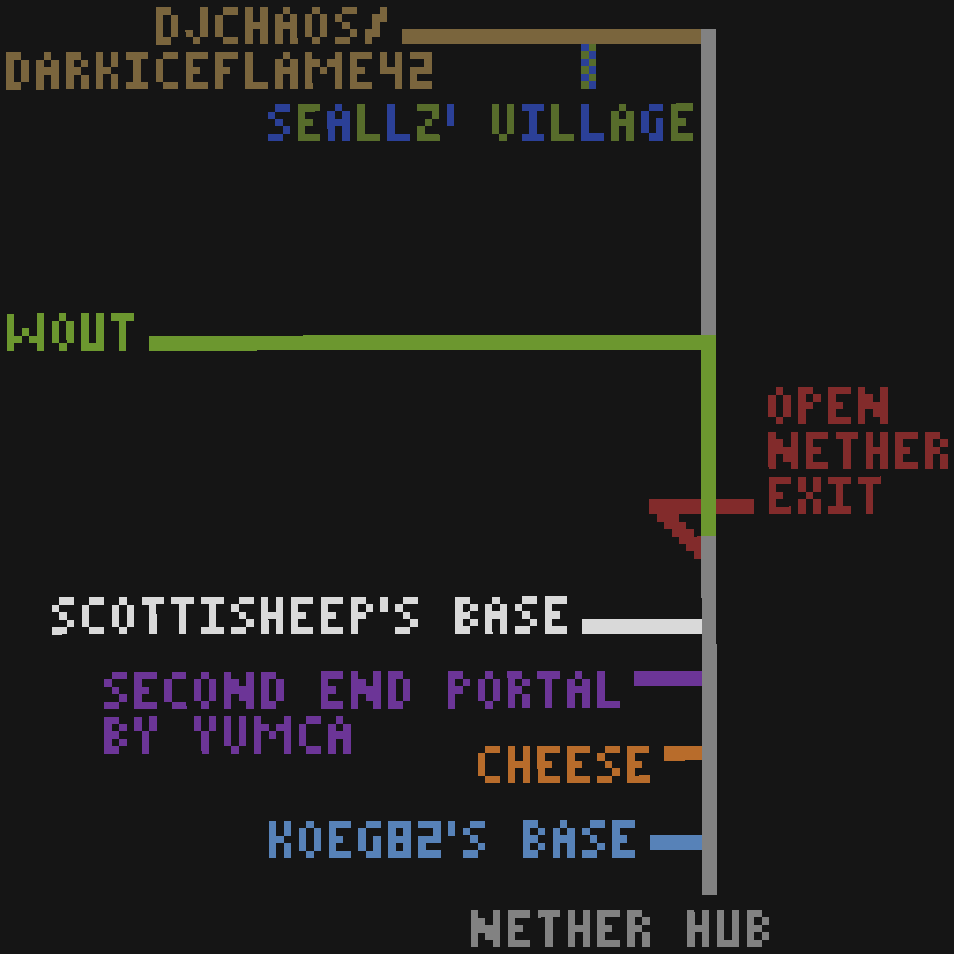 DJCHAOS/
DARKICEFLAME42
SEALLZ' VILLAGE
WOUT
OPEN
NETHER
EXIT
SCOTTISHEEP'S BASE
SECOND END PORTAL
BY YUMCA
CHEESE
KOEG82'S BASE
NETHER HUB